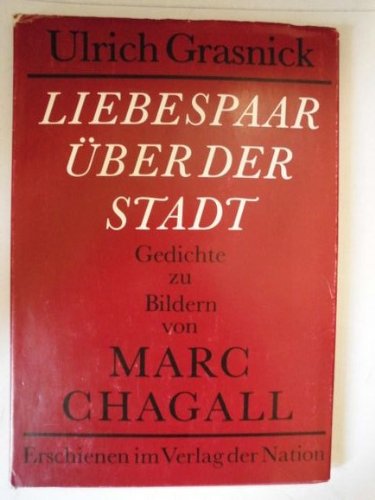 Ulrich Grasnick
LIEBESPAAR
ÜBER DER
STADT
Gedichte
zu
Bildern
von
MARC
CHAGALL
Erschienen im Verlag der Nation